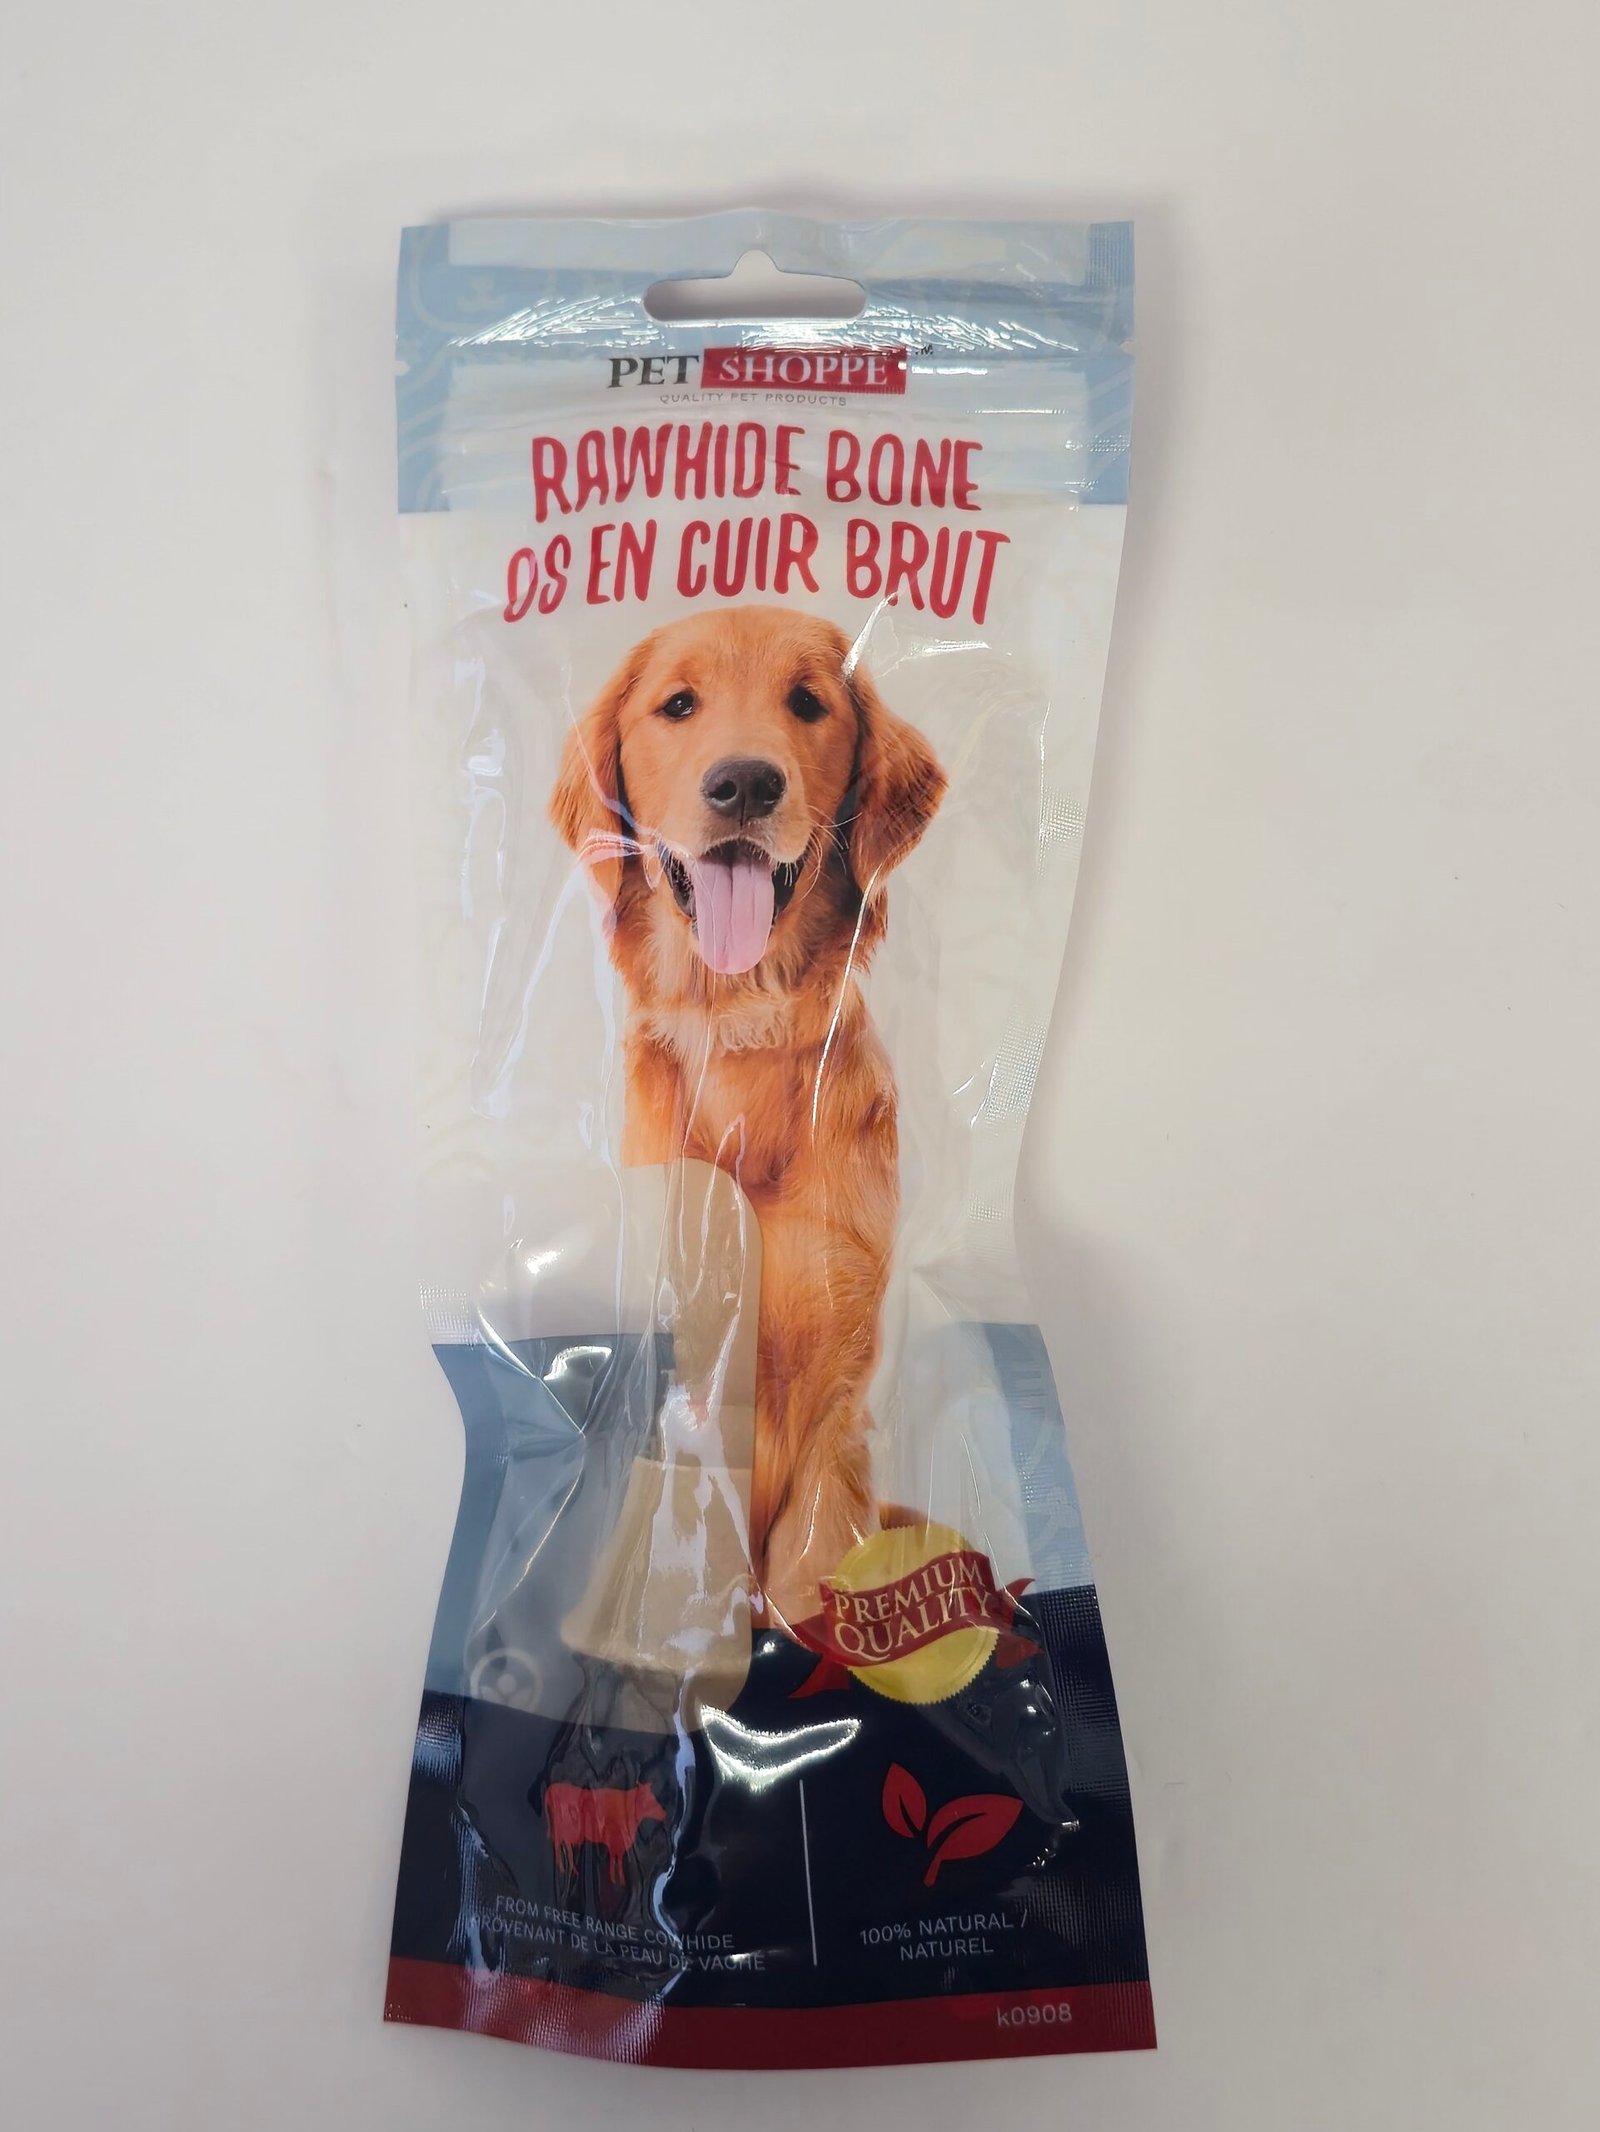 PET SHOPPE™
QUALITY PET PRODUCTS
RAWHIDE BONE
OS EN CUIR BRUT
PREMIUM
QUALITY
FROM FREE RANGE COWHIDE
PROVENANT DE LA PEAU DE VACHE
100% NATURAL /
NATUREL
k0908